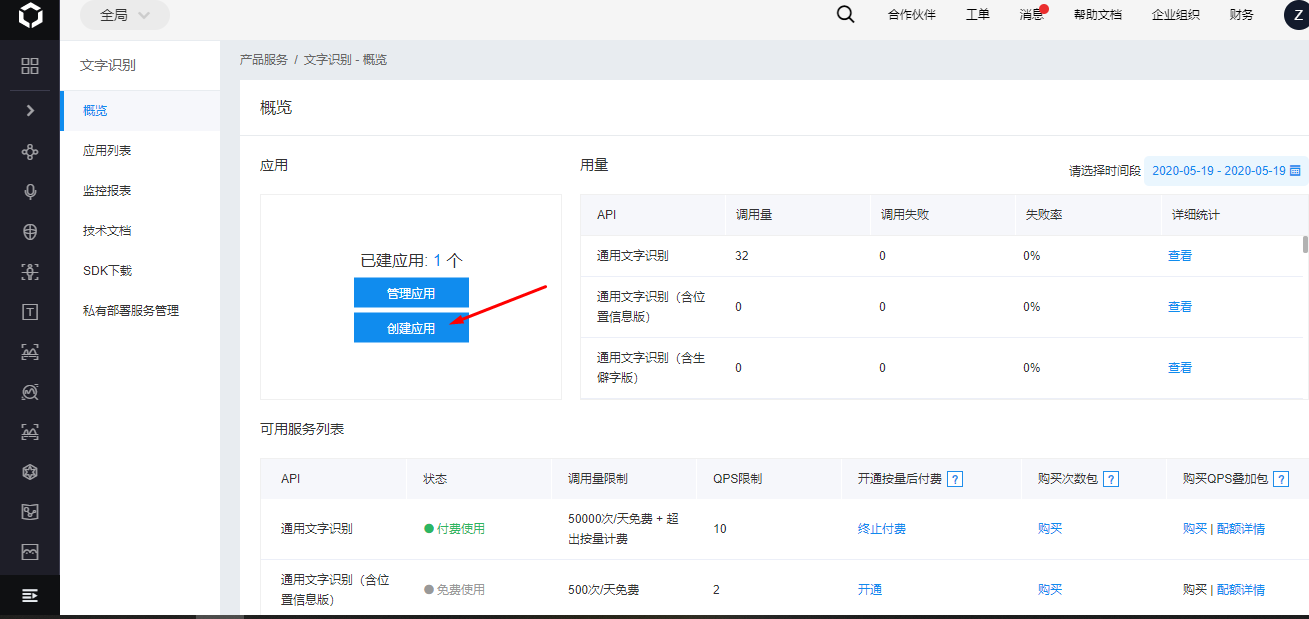 全局
合作伙伴 工单 消息 帮助文档 企业组织 财务 Z
文字识别
概览
应用列表
监控报表
技术文档
SDK下载
私有部署服务管理
产品服务 / 文字识别 - 概览
概览
应用
已建应用: 1 个
管理应用
创建应用
用量
请选择时间段 2020-05-19 - 2020-05-19
API 调用量 调用失败 失败率 详细统计
通用文字识别 32 0 0% 查看
通用文字识别（含位
置信息版） 0 0 0% 查看
通用文字识别（含生
僻字版） 0 0 0% 查看
可用服务列表
API 状态 调用量限制 QPS限制 开通按量后付费 ? 购买次数包 ? 购买QPS叠加包 ?
通用文字识别 付费使用 50000次/天免费 + 超
出按量计费 10 终止付费 购买 购买 | 配额详情
通用文字识别（含位
置信息版） 免费使用 500次/天免费 2 开通 购买 购买 | 配额详情